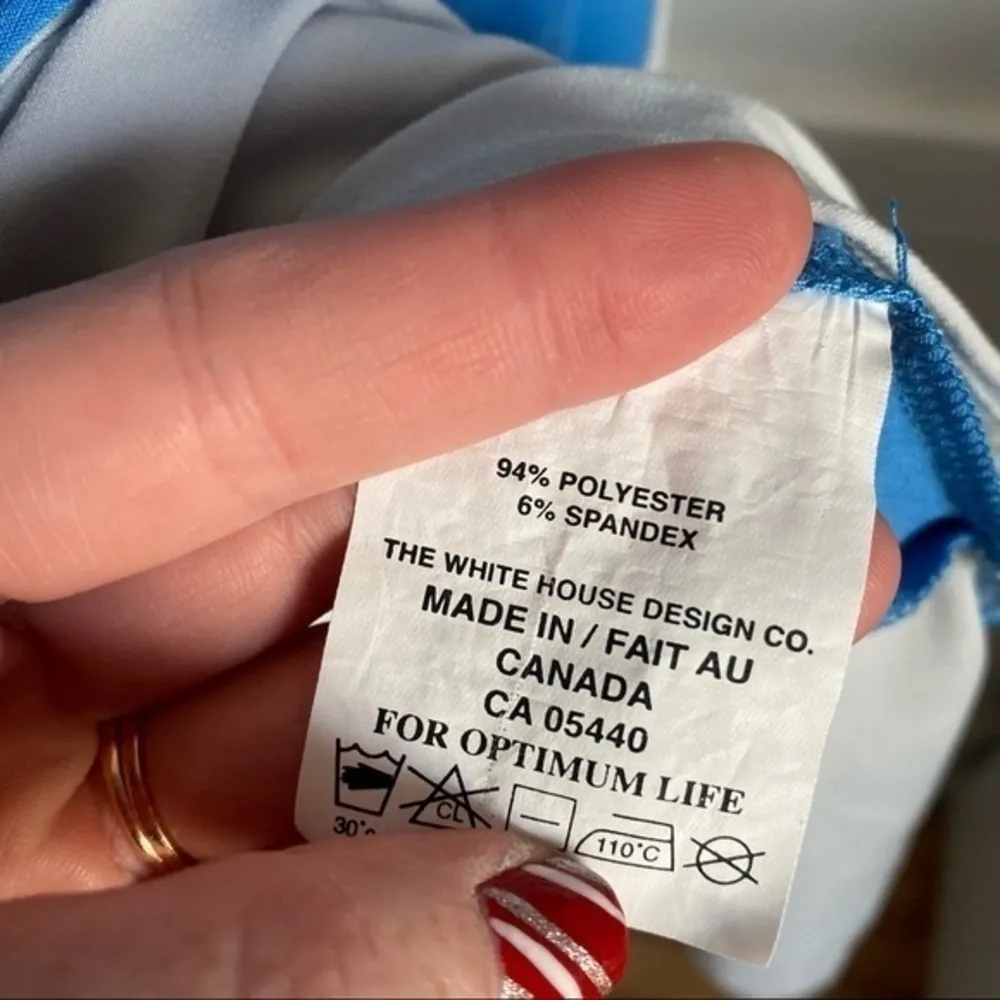 94% POLYESTER
6% SPANDEX
THE WHITE HOUSE DESIGN CO.
MADE IN / FAIT AU
CANADA
CA 05440
FOR OPTIMUM LIFE
CL
30°c
110°C